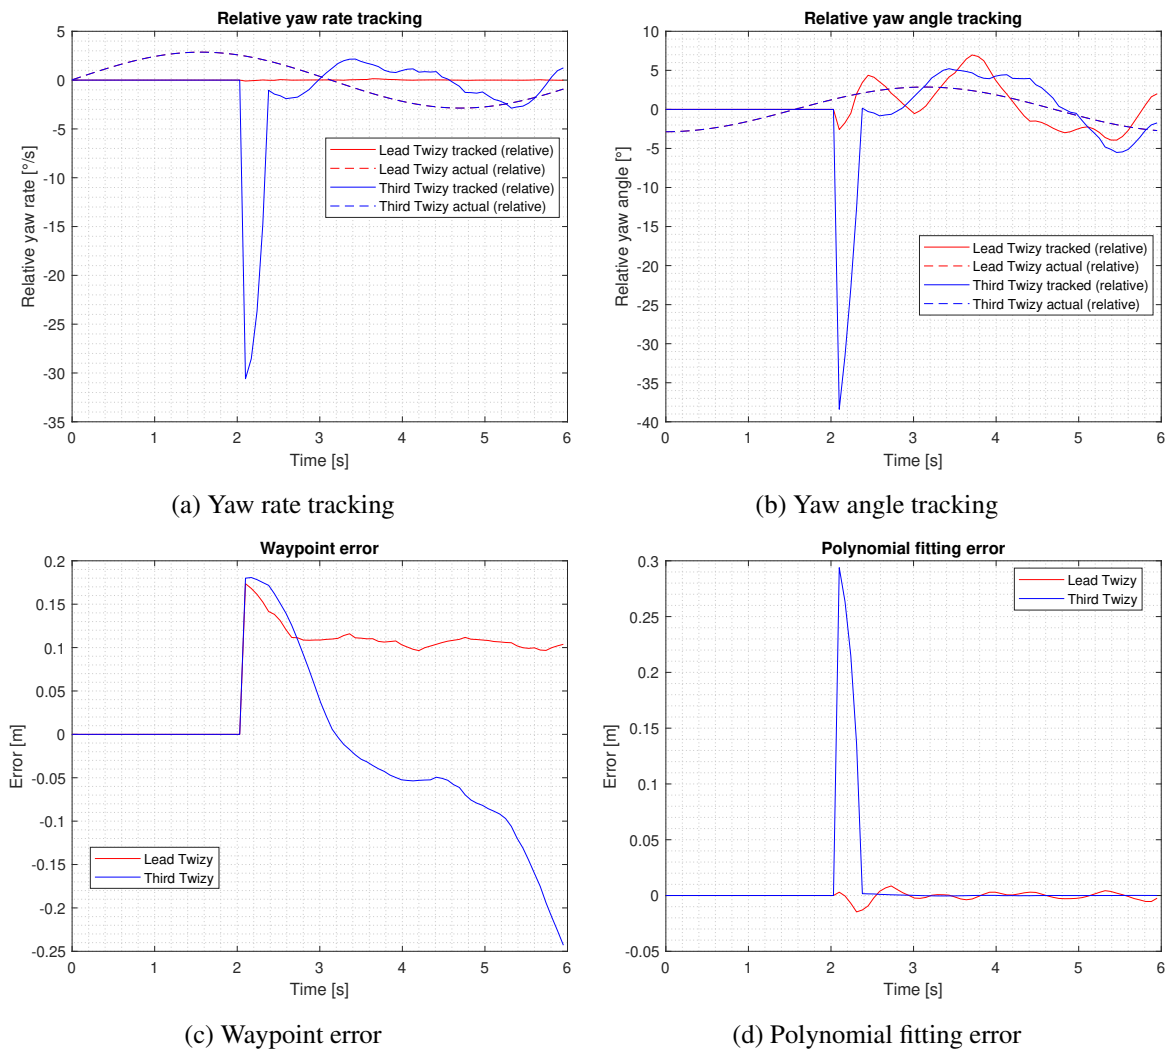 Relative yaw rate tracking
5
0
-5
-10
-15
-20
-25
-30
-35
Relative yaw rate [°/s]
Lead Twizy tracked (relative)
Lead Twizy actual (relative)
Third Twizy tracked (relative)
Third Twizy actual (relative)
0 1 2 3 4 5 6
Time [s]
(a) Yaw rate tracking
Relative yaw angle tracking
10
5
0
-5
-10
-15
-20
-25
-30
-35
-40
Relative yaw angle [°]
Lead Twizy tracked (relative)
Lead Twizy actual (relative)
Third Twizy tracked (relative)
Third Twizy actual (relative)
0 1 2 3 4 5 6
Time [s]
(b) Yaw angle tracking
Waypoint error
0.2
0.15
0.1
0.05
0
-0.05
-0.1
-0.15
-0.2
-0.25
Error [m]
Lead Twizy
Third Twizy
0 1 2 3 4 5 6
Time [s]
(c) Waypoint error
Polynomial fitting error
0.3
0.25
0.2
0.15
0.1
0.05
0
-0.05
Error [m]
Lead Twizy
Third Twizy
0 1 2 3 4 5 6
Time [s]
(d) Polynomial fitting error